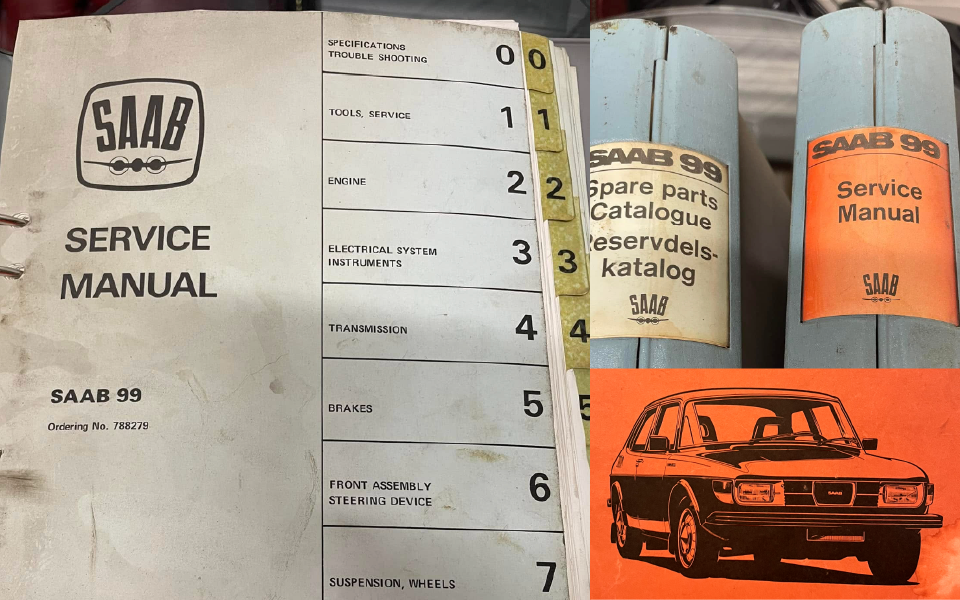 SAAB
SERVICE
MANUAL
SAAB 99
Ordering No. 788279
SPECIFICATIONS
TROUBLE SHOOTING 0
TOOLS, SERVICE 1
ENGINE 2
ELECTRICAL SYSTEM
INSTRUMENTS 3
TRANSMISSION 4
BRAKES 5
FRONT ASSEMBLY
STEERING DEVICE 6
SUSPENSION, WHEELS 7
0
1
2
3
4
5
SAAB 99
Spare parts
Catalogue
Reservdels-
katalog
SAAB
SAAB 99
Service
Manual
SAAB
SAAB